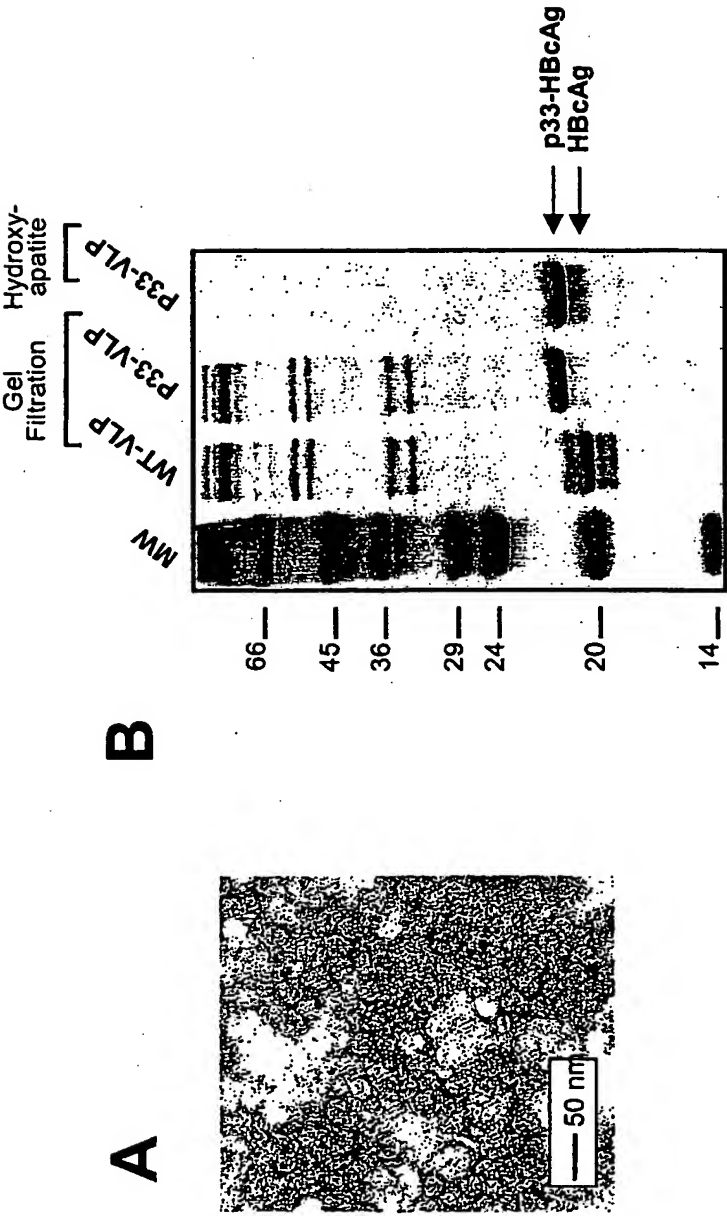 A
50 nm
B
Gel
Filtration
Hydroxy-
apatite
MW
WT-VLP
P33-VLP
P33-VLP
66
45
36
29
24
20
14
p33-HBcAg
HBcAg